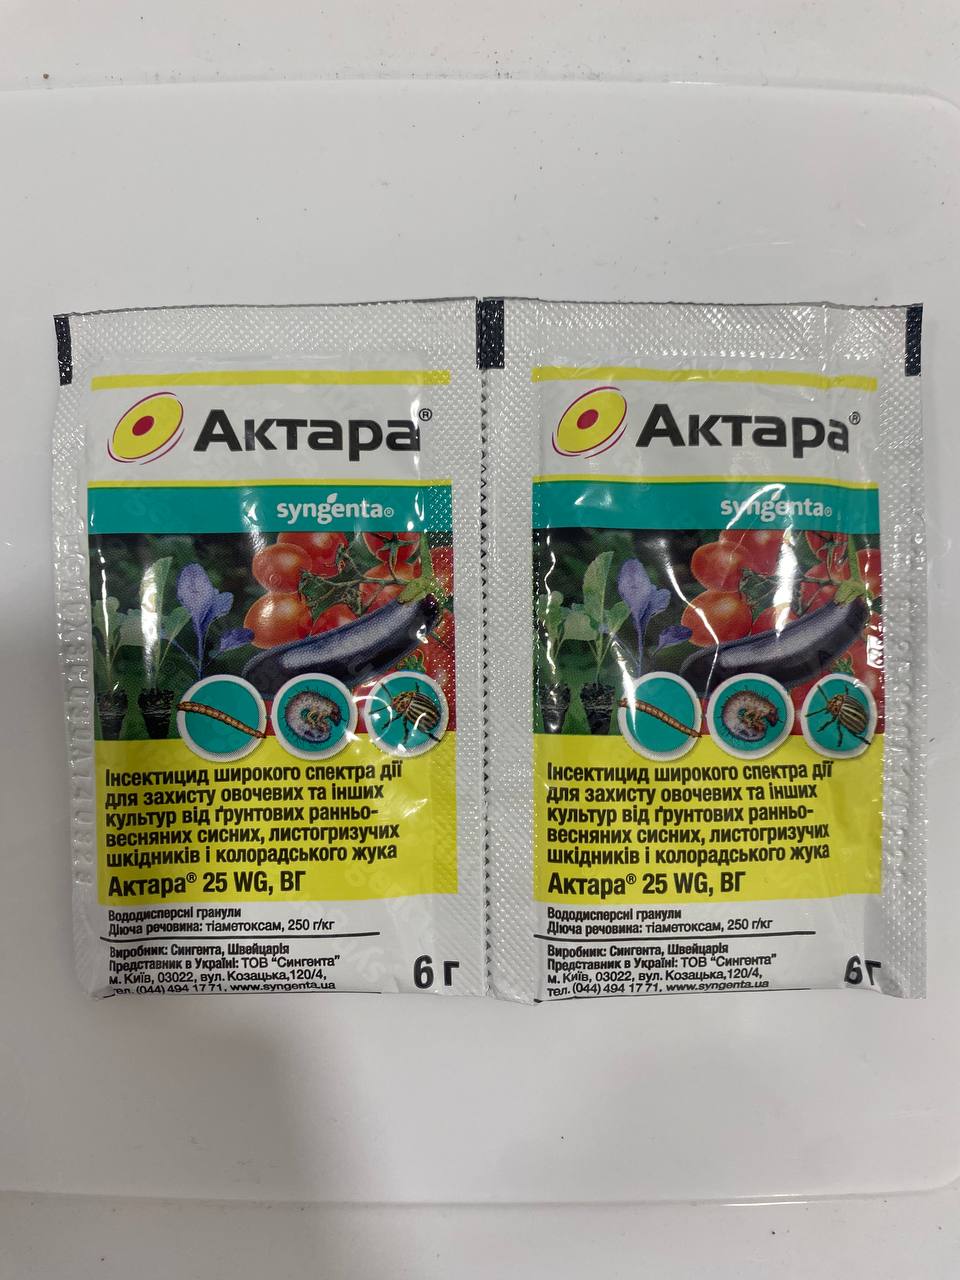 Актара®
syngenta®
Інсектицид широкого спектра дії
для захисту овочевих та інших
культур від ґрунтових ранньо-
весняних сисних, листогризучих
шкідників і колорадського жука
Актара® 25 WG, ВГ
Вододисперсні гранули
Діюча речовина: тіаметоксам, 250 г/кг
Виробник: Сингента, Швейцарія
Представник в Україні: ТОВ "Сингента"
м. Київ, 03022, вул. Козацька,120/4,
тел. (044) 494 17 71, www.syngenta.ua
6 г
Актара®
syngenta®
Інсектицид широкого спектра дії
для захисту овочевих та інших
культур від ґрунтових ранньо-
весняних сисних, листогризучих
шкідників і колорадського жука
Актара® 25 WG, ВГ
Вододисперсні гранули
Діюча речовина: тіаметоксам, 250 г/кг
Виробник: Сингента, Швейцарія
Представник в Україні: ТОВ "Сингента"
м. Київ, 03022, вул. Козацька,120/4,
тел. (044) 494 17 71, www.syngenta.ua
6 г